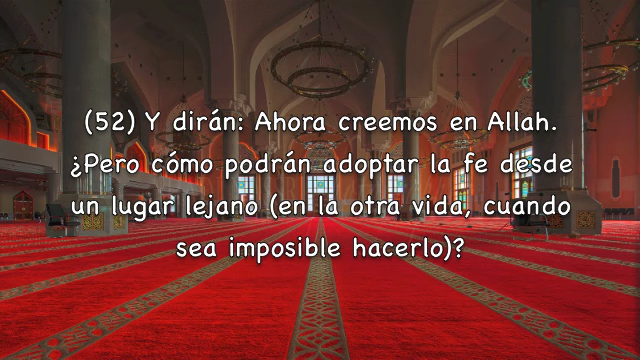 (52) Y dirán: Ahora creemos en Allah.
¿Pero cómo podrán adoptar la fe desde
un lugar lejano (en la otra vida, cuando
sea imposible hacerlo)?